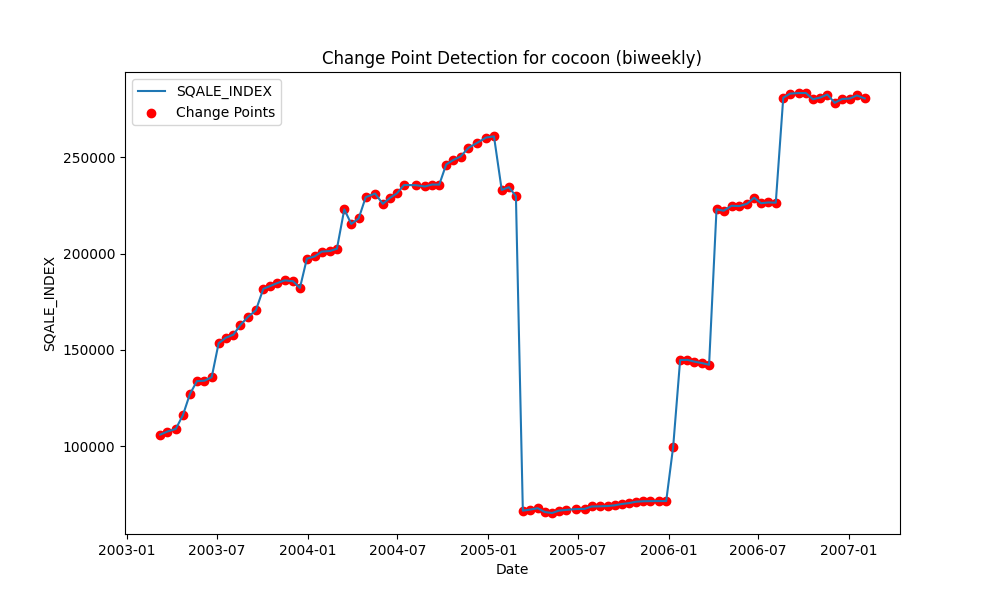 Change Point Detection for cocoon (biweekly)
SQALE_INDEX
Change Points
SQALE_INDEX
250000
200000
150000
100000
2003-01 2003-07 2004-01 2004-07 2005-01 2005-07 2006-01 2006-07 2007-01
Date